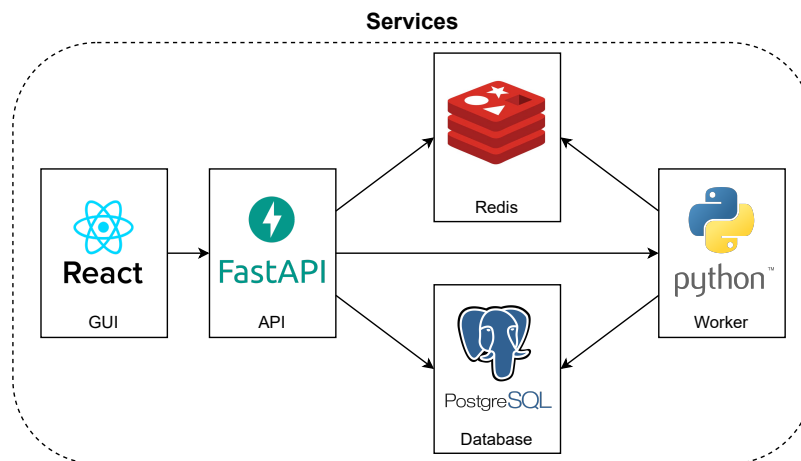 Services
Redis
React
GUI
FastAPI
API
python™
Worker
PostgreSQL
Database